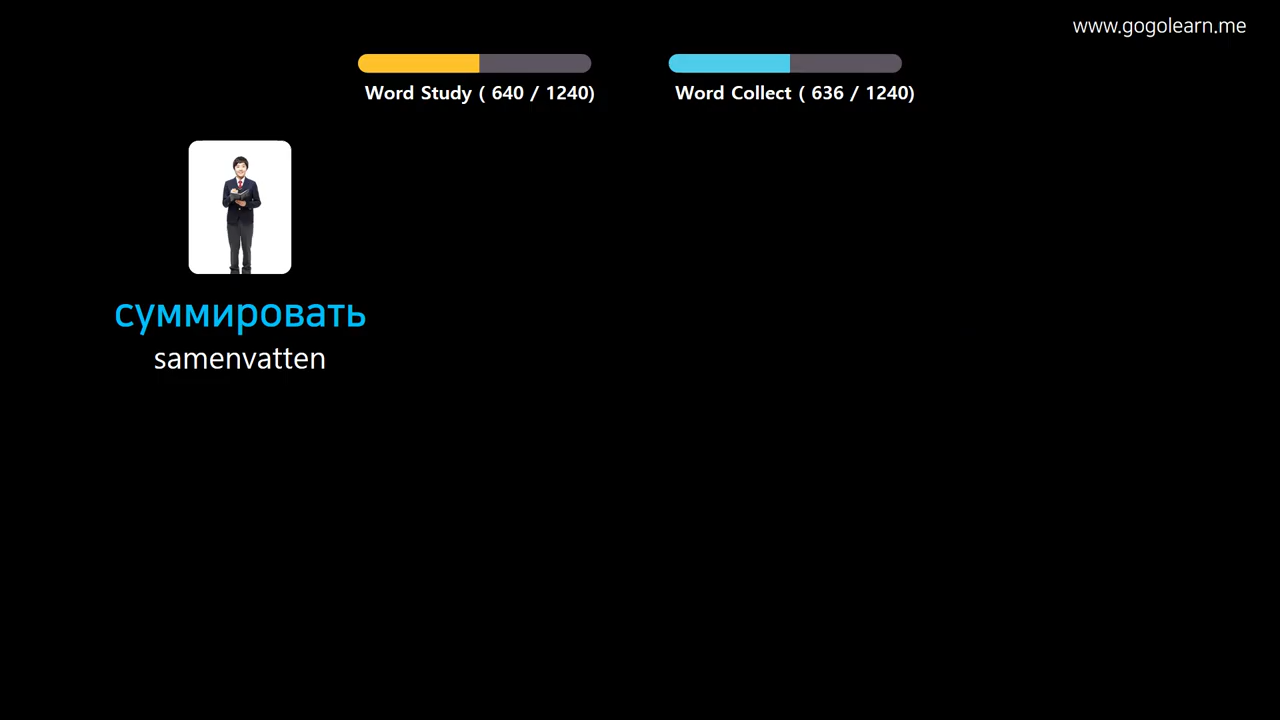 www.gogolearn.me
Word Study ( 640 / 1240)
Word Collect ( 636 / 1240)
суммировать
samenvatten